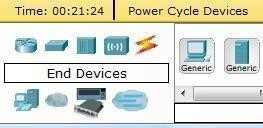 Time: 00:21:24 Power Cycle Devices
End Devices
Generic Generic